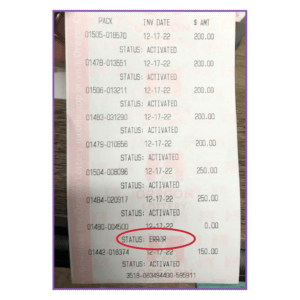 PACK INV DATE $ AMT
01505-018570 12-17-22 200.00
STATUS: ACTIVATED
01478-013551 12-17-22 200.00
STATUS: ACTIVATED
01506-013211 12-17-22 200.00
STATUS: ACTIVATED
01483-031290 12-17-22 200.00
STATUS: ACTIVATED
01479-010856 12-17-22 200.00
STATUS: ACTIVATED
01504-008086 12-17-22 250.00
STATUS: ACTIVATED
01484-020917 12-17-22 250.00
STATUS: ACTIVATED
01480-004500 12-17-22 0.00
STATUS: ERROR
01442-018374 12-17-22 150.00
STATUS: ACTIVATED